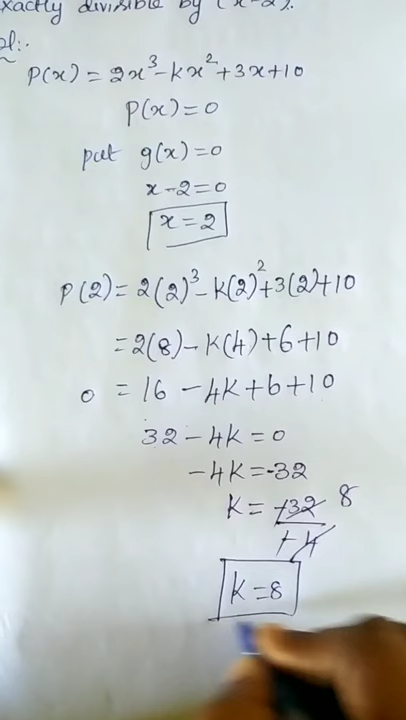 exactly divisible by (x-2).
Sol:-
P(x) = 2x³-kx²+3x+10
P(x) = 0
put g(x)=0
x-2=0
x=2
P(2) = 2(2)³-k(2)²+3(2)+10
=2(8)-k(4)+6+10
0 = 16 -4k+6+10
32-4k=0
-4k=-32
k= -32/-4 8
k=8